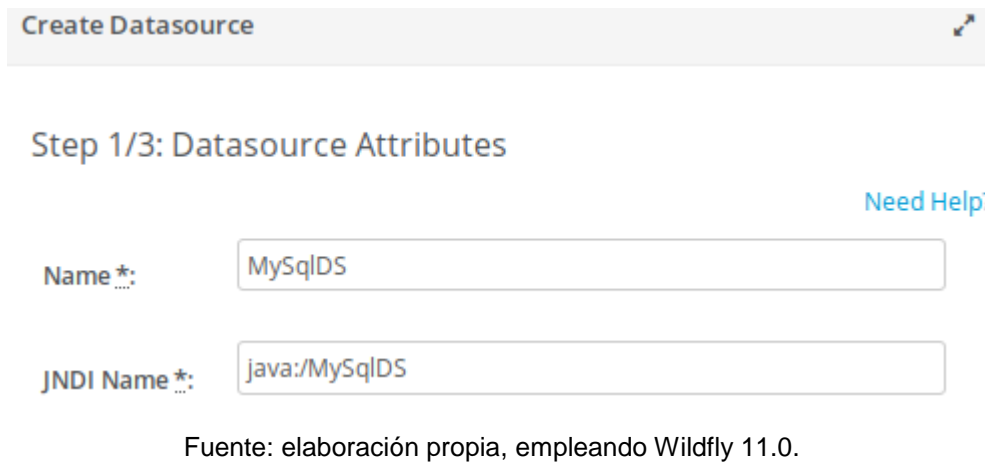 Create Datasource
Step 1/3: Datasource Attributes
Need Help?
Name *: MySqlDS
JNDI Name *: java:/MySqlDS
Fuente: elaboración propia, empleando Wildfly 11.0.